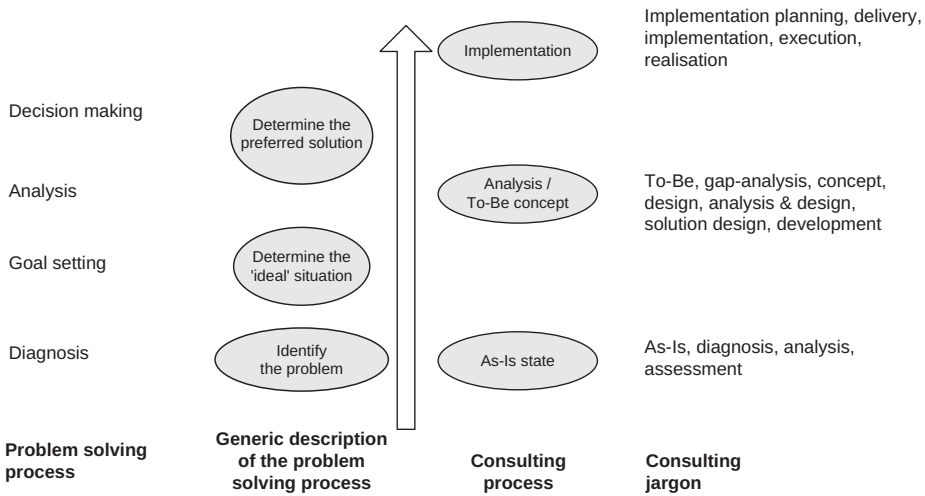 Implementation planning, delivery,
implementation, execution,
realisation
Implementation
Decision making
Determine the
preferred solution
Analysis
Analysis /
To-Be concept
To-Be, gap-analysis, concept,
design, analysis & design,
solution design, development
Goal setting
Determine the
'ideal' situation
Diagnosis
Identify
the problem
As-Is state
As-Is, diagnosis, analysis,
assessment
Problem solving
process
Generic description
of the problem
solving process
Consulting
process
Consulting
jargon